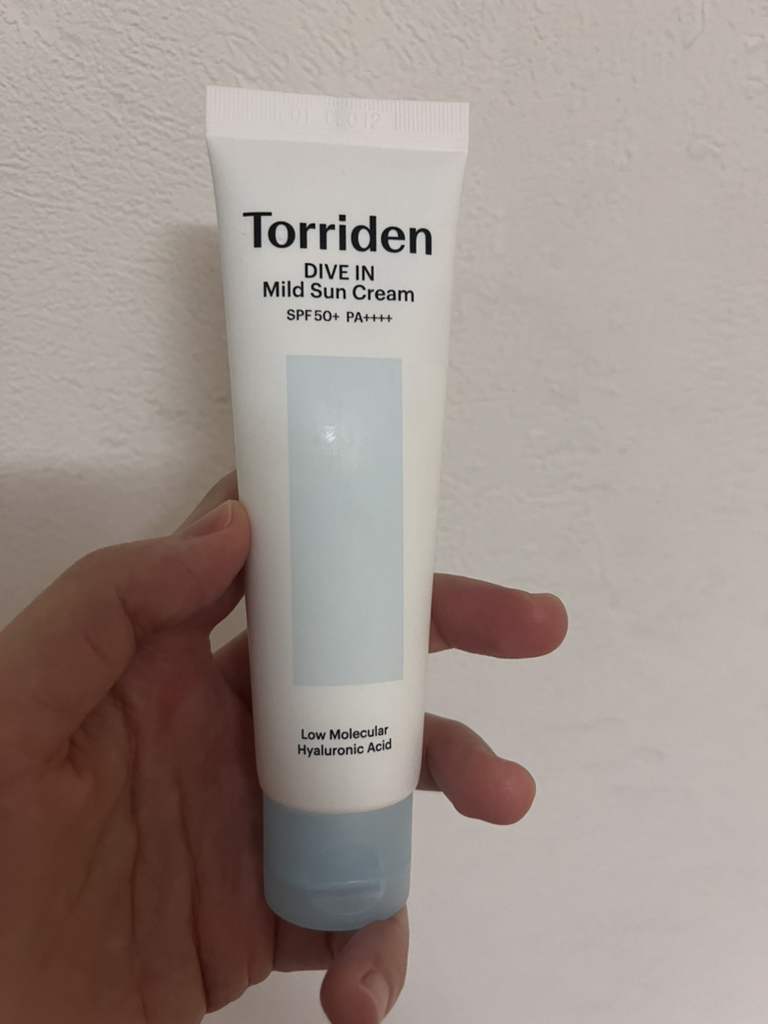 Torriden
DIVE IN
Mild Sun Cream
SPF50+ PA++++
Low Molecular
Hyaluronic Acid